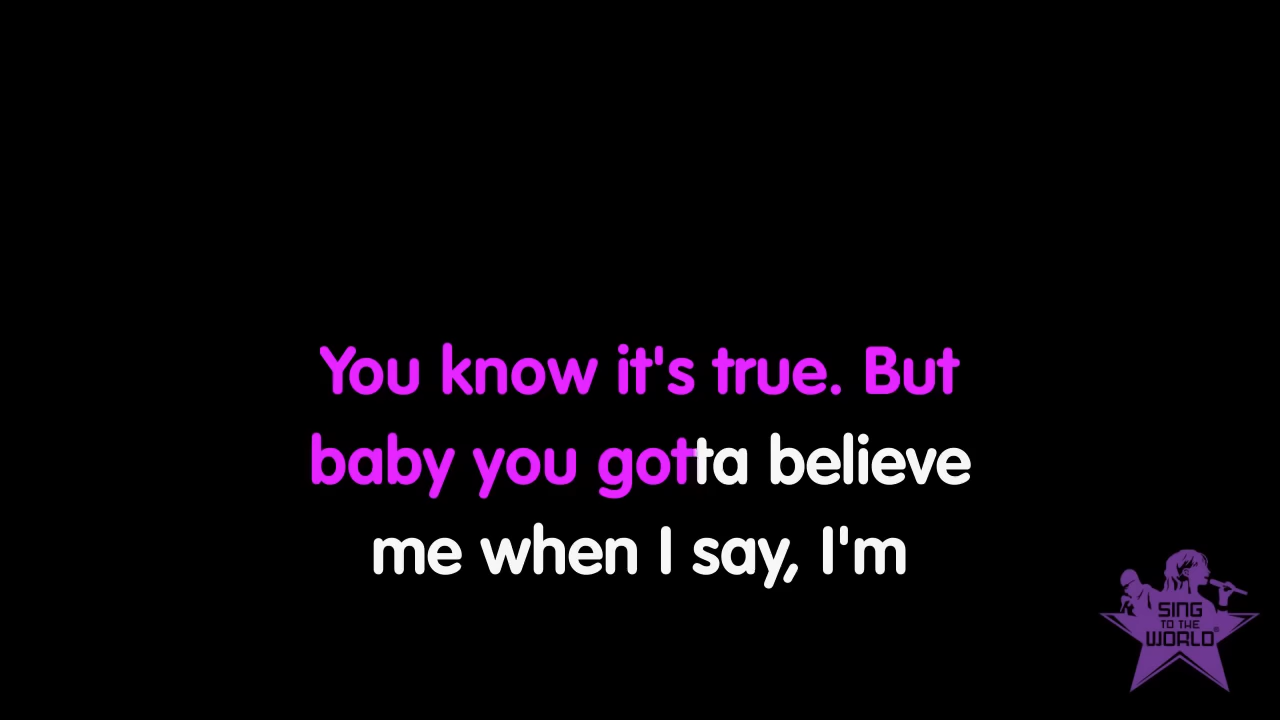 You know it's true. But
baby you gotta believe
me when I say, I'm
SING
TO THE
WORLD®